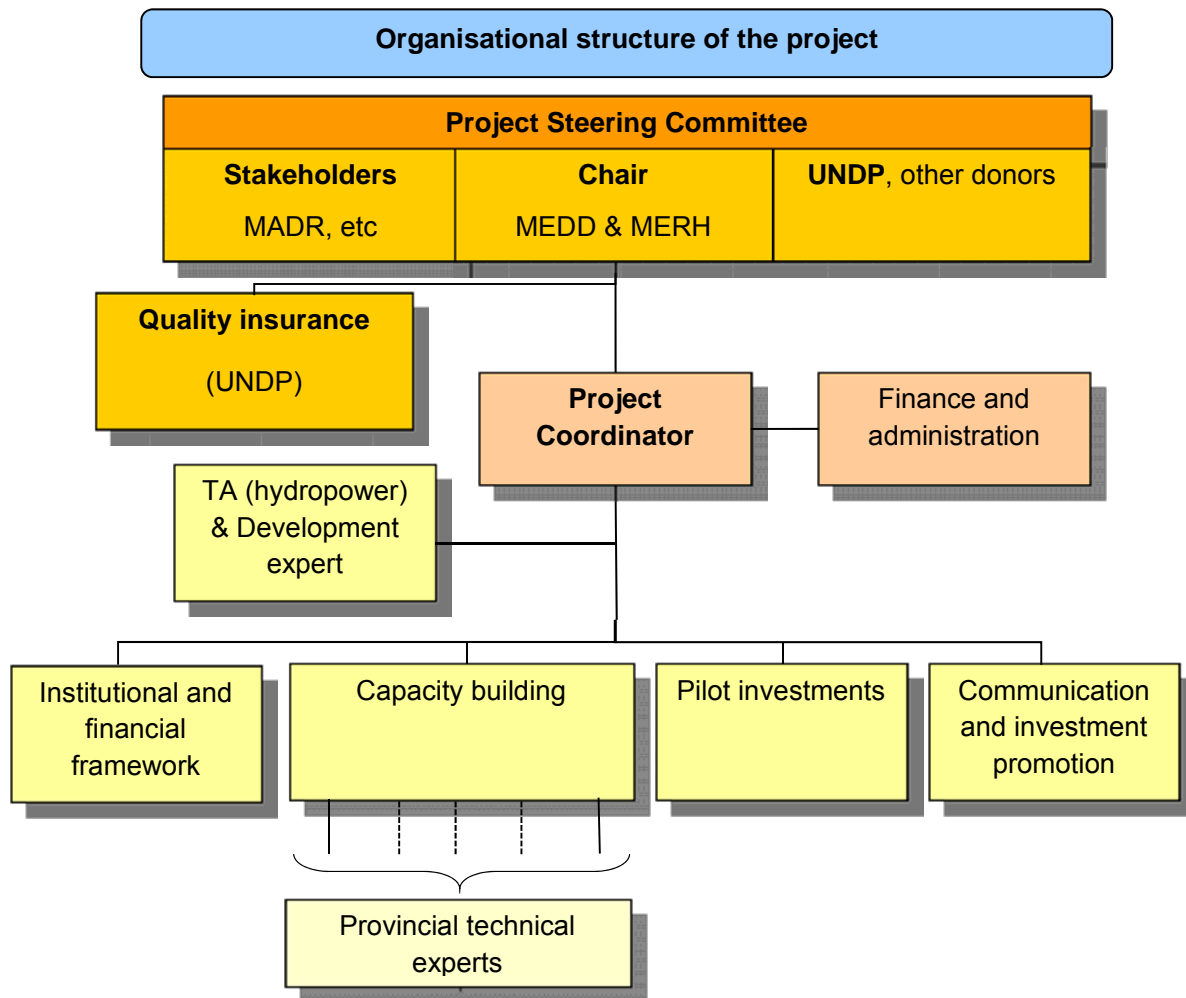 Organisational structure of the project
Project Steering Committee
Stakeholders
MADR, etc
Chair
MEDD & MERH
UNDP, other donors
Quality insurance
(UNDP)
Project
Coordinator
Finance and
administration
TA (hydropower)
& Development
expert
Institutional and
financial
framework
Capacity building
Pilot investments
Communication
and investment
promotion
Provincial technical
experts